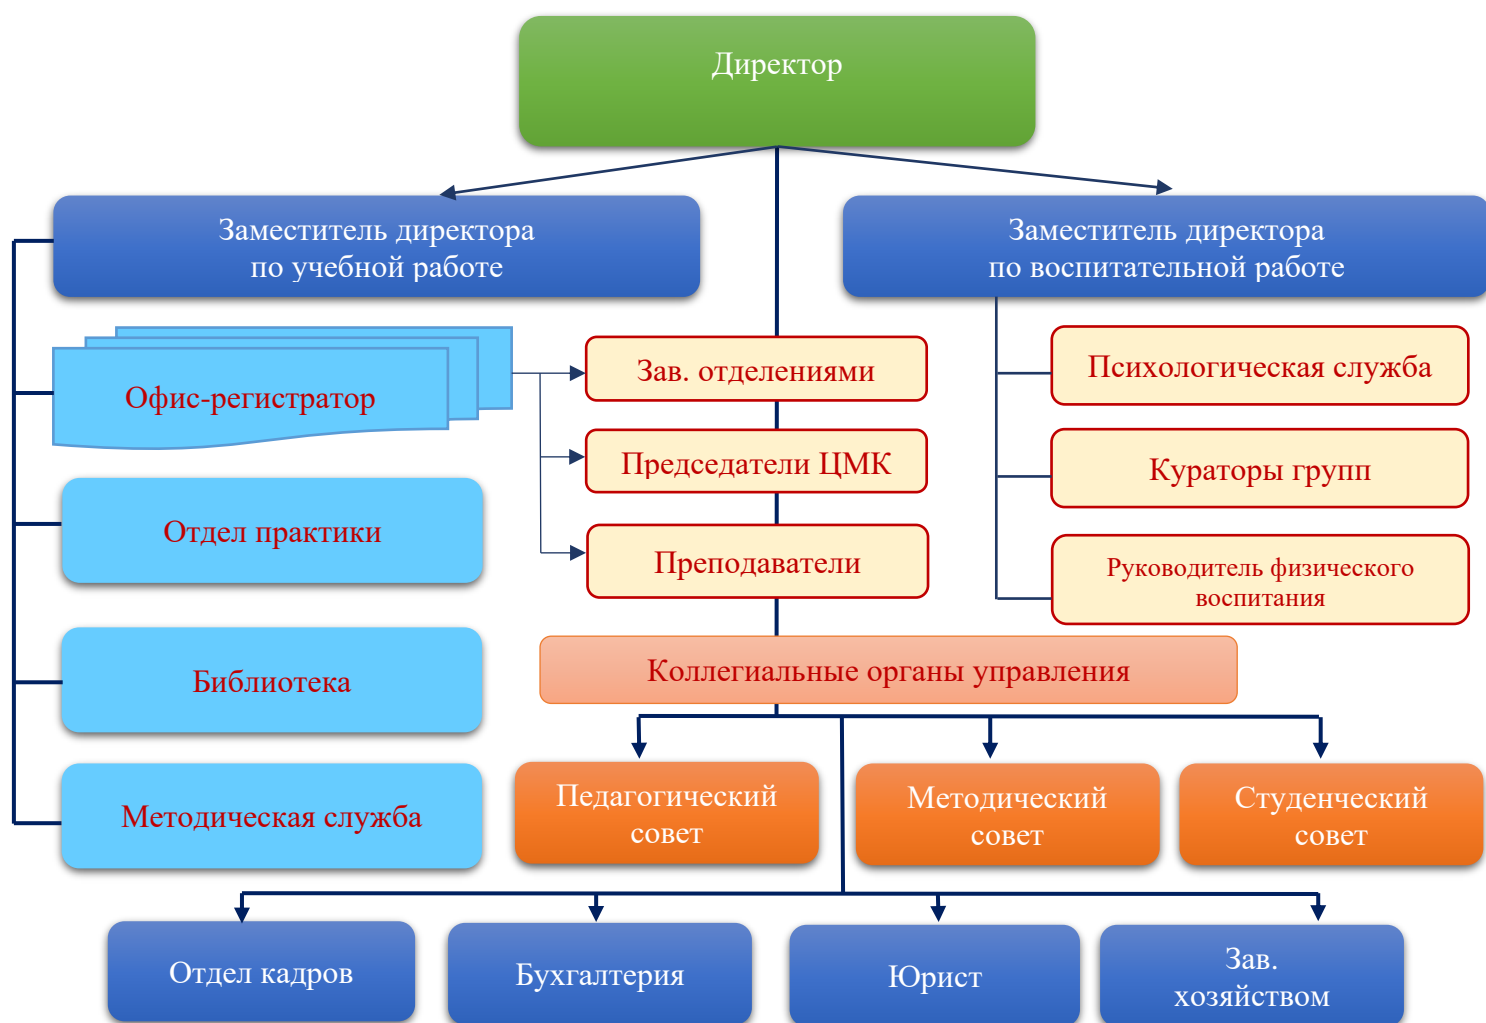 Директор
Заместитель директора
по учебной работе
Заместитель директора
по воспитательной работе
Офис-регистратор
Зав. отделениями
Психологическая служба
Председатели ЦМК
Кураторы групп
Отдел практики
Преподаватели
Руководитель физического
воспитания
Библиотека
Коллегиальные органы управления
Методическая служба
Педагогический
совет
Методический
совет
Студенческий
совет
Отдел кадров
Бухгалтерия
Юрист
Зав.
хозяйством